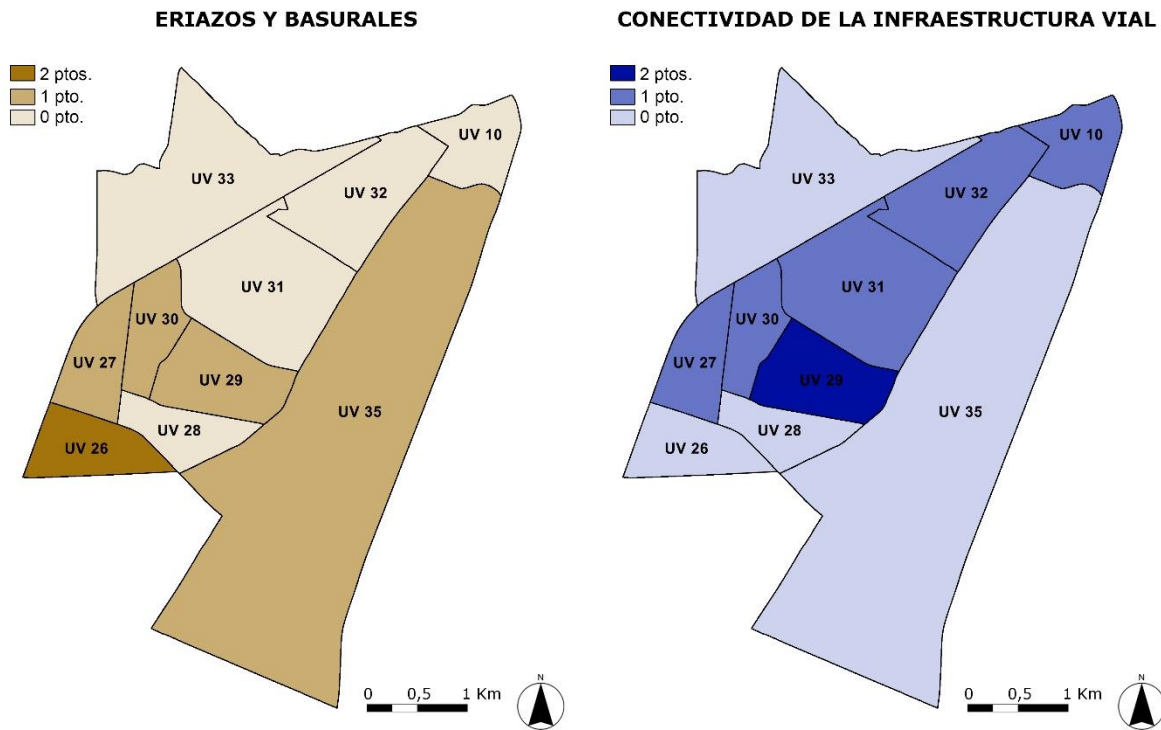 ERIAZOS Y BASURALES
2 ptos.
1 pto.
0 pto.
UV 10
UV 33
UV 32
UV 31
UV 30
UV 27
UV 29
UV 35
UV 28
UV 26
0 0,5 1 Km
N
CONECTIVIDAD DE LA INFRAESTRUCTURA VIAL
2 ptos.
1 pto.
0 pto.
UV 10
UV 33
UV 32
UV 31
UV 30
UV 27
UV 29
UV 35
UV 28
UV 26
0 0,5 1 Km
N